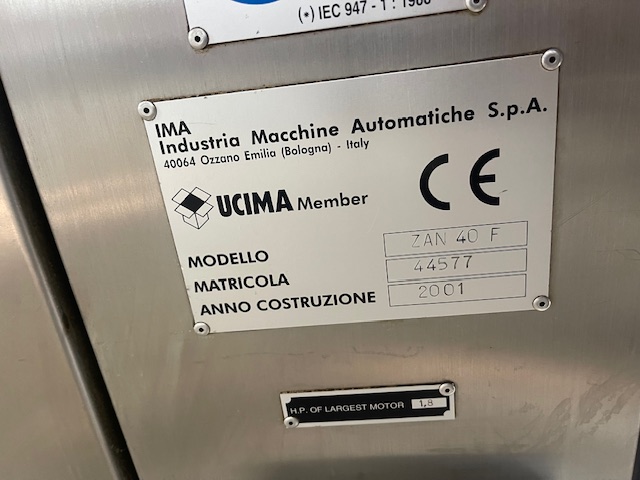 (*) IEC 947 - 1 : 1988
IMA
Industria Macchine Automatiche S.p.A.
40064 Ozzano Emilia (Bologna) - Italy
UCIMA Member
CE
MODELLO ZAN 40 F
MATRICOLA 44577
ANNO COSTRUZIONE 2001
H.P. OF LARGEST MOTOR 1,8